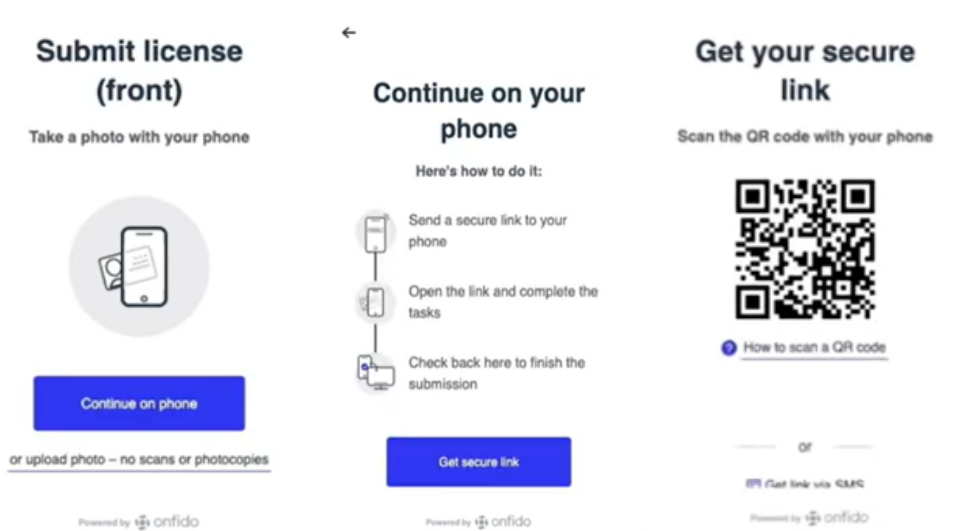 Submit license
(front)
Take a photo with your phone
Continue on phone
or upload photo – no scans or photocopies
Powered by onfido
Continue on your
phone
Here's how to do it:
Send a secure link to your
phone
Open the link and complete the
tasks
Check back here to finish the
submission
Get secure link
Powered by onfido
Get your secure
link
Scan the QR code with your phone
? How to scan a QR code
or
Get link via SMS
Powered by onfido